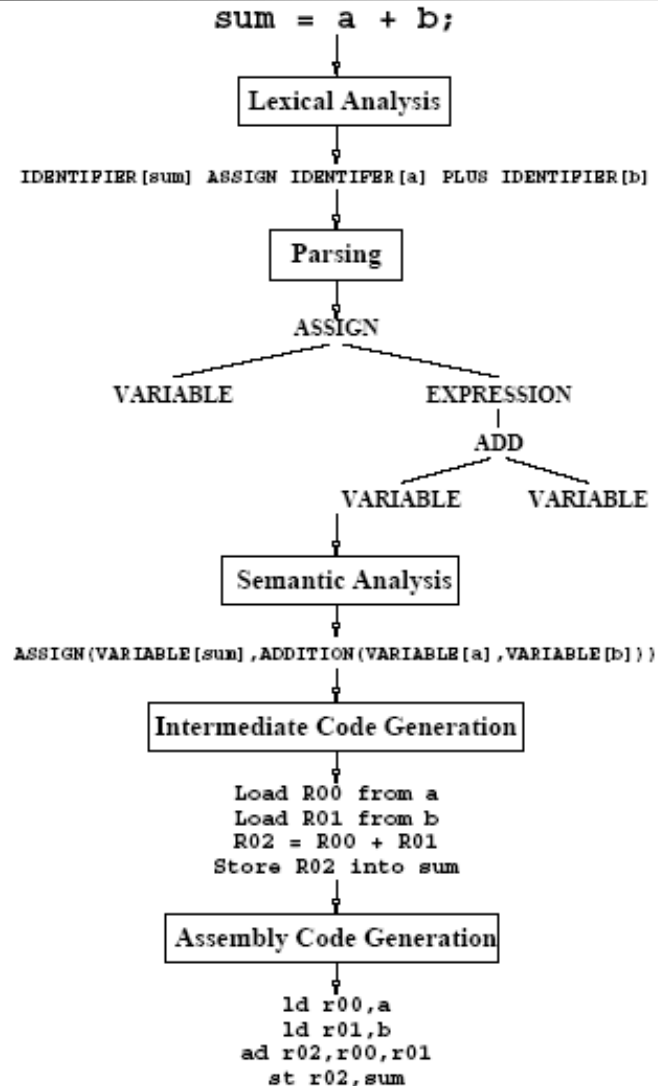 sum = a + b;
Lexical Analysis
IDENTIFIER[sum] ASSIGN IDENTIFER[a] PLUS IDENTIFIER[b]
Parsing
ASSIGN
VARIABLE EXPRESSION
ADD
VARIABLE VARIABLE
Semantic Analysis
ASSIGN(VARIABLE[sum],ADDITION(VARIABLE[a],VARIABLE[b]))
Intermediate Code Generation
Load R00 from a
Load R01 from b
R02 = R00 + R01
Store R02 into sum
Assembly Code Generation
ld r00,a
ld r01,b
ad r02,r00,r01
st r02,sum